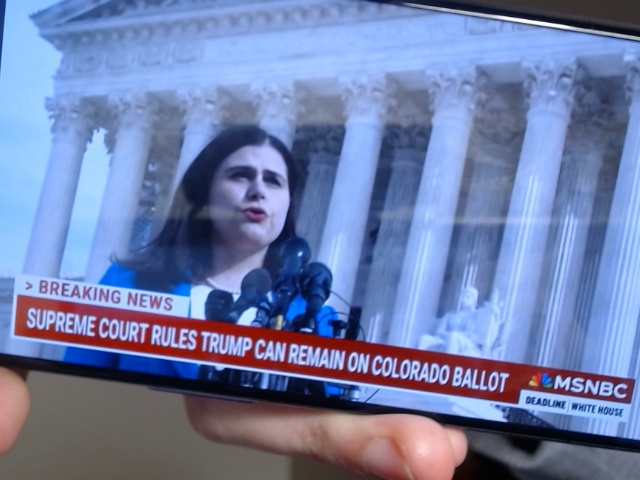 > BREAKING NEWS
SUPREME COURT RULES TRUMP CAN REMAIN ON COLORADO BALLOT
MSNBC
DEADLINE | WHITE HOUSE